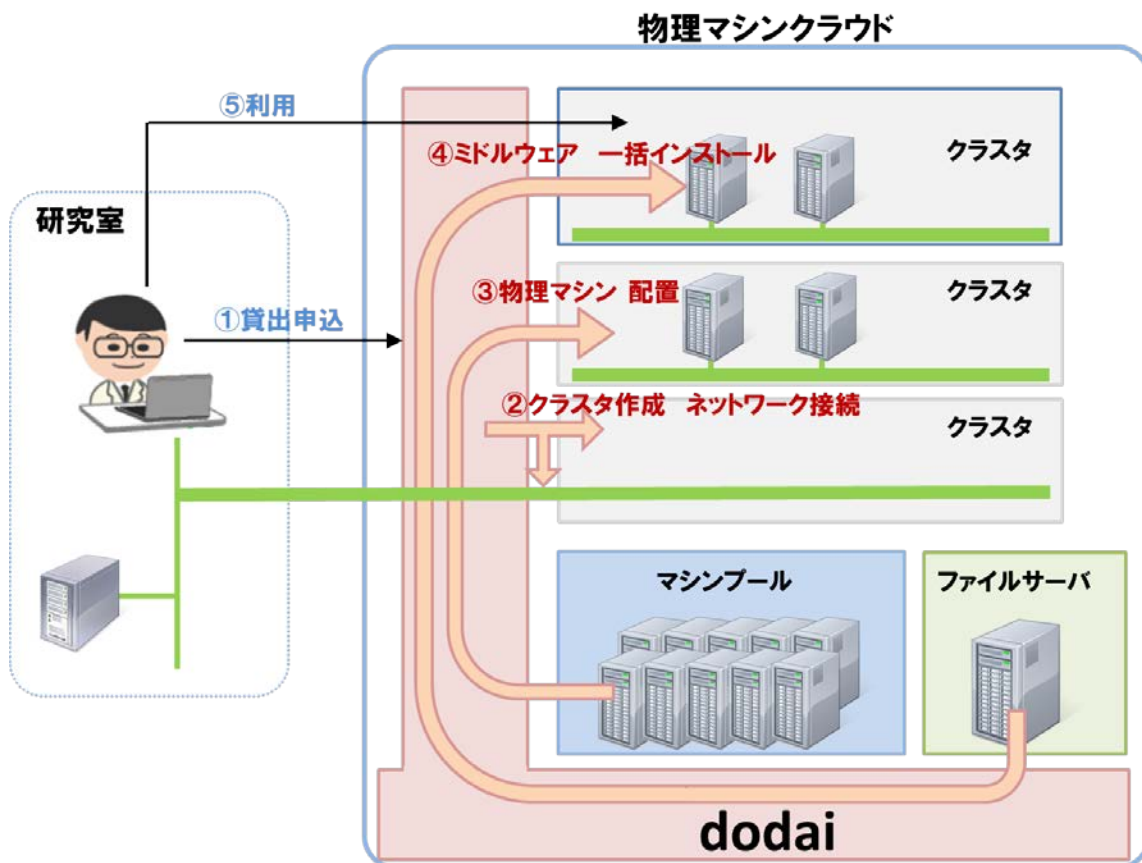 物理マシンクラウド
⑤利用
④ミドルウェア 一括インストール
クラスタ
研究室
③物理マシン 配置
クラスタ
①貸出申込
②クラスタ作成 ネットワーク接続
クラスタ
マシンプール
ファイルサーバ
dodai